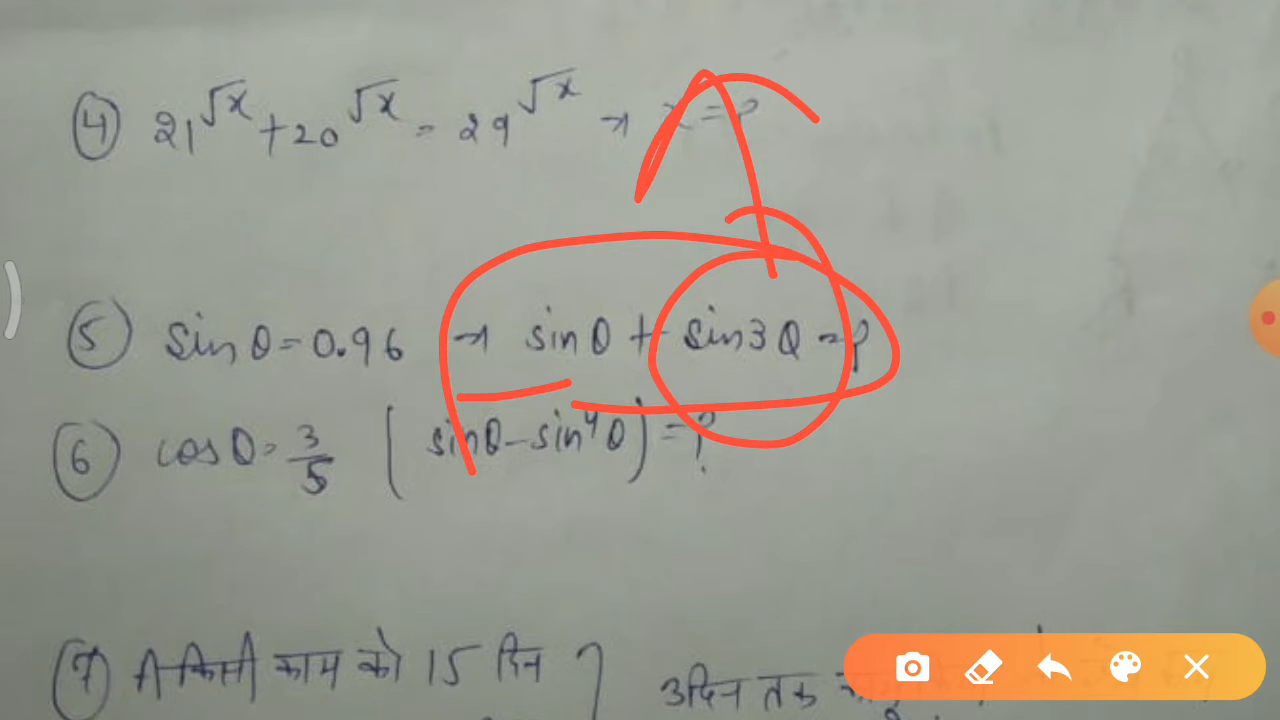 ④ 21^√x + 20^√x = 29^√x → x = ?
⑤ sin θ = 0.96 → sin θ + sin 3θ = ?
⑥ cos θ = 3/5 ( sin θ - sin⁴ θ ) = ?
⑦ A किसी काम को 15 दिन
3 दिन तक